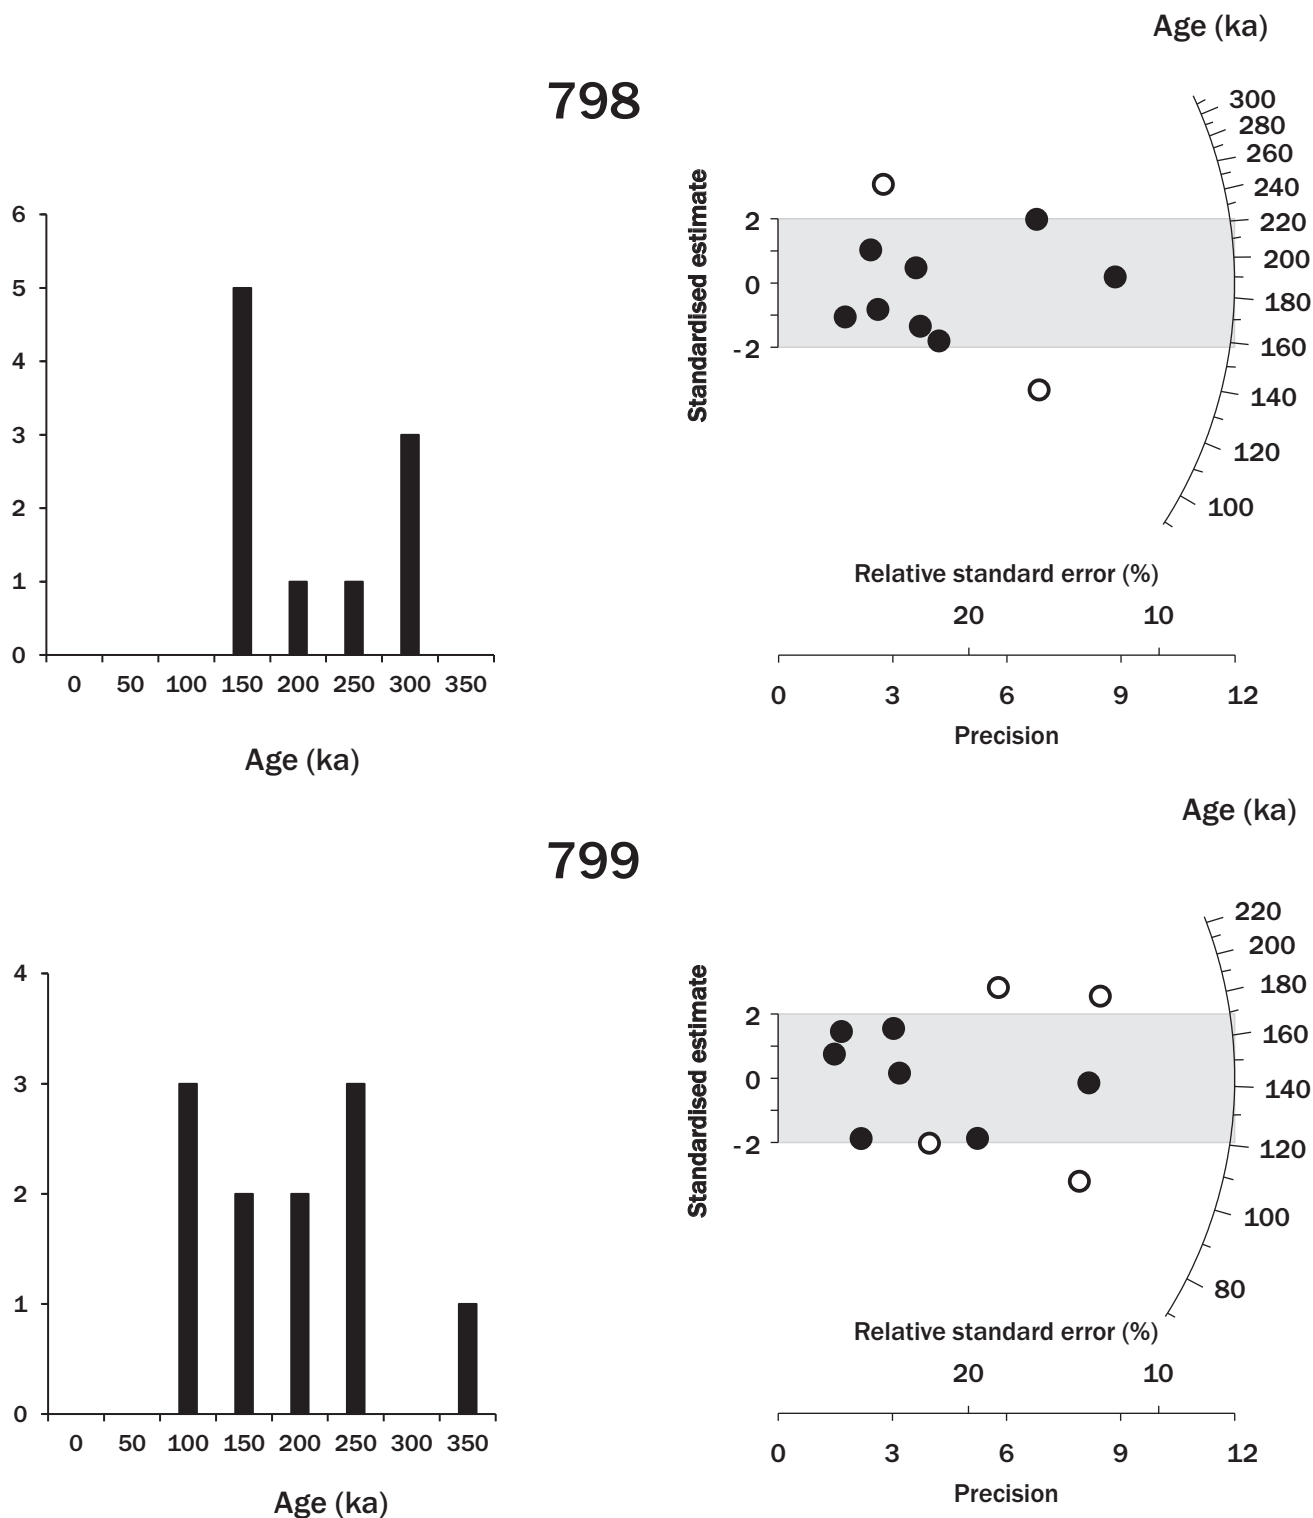 Age (ka)
798
300
280
260
240
220
200
180
160
140
120
100
Standardised estimate
2
0
-2
6
5
4
3
2
1
0
0 50 100 150 200 250 300 350
Age (ka)
Relative standard error (%)
20 10
0 3 6 9 12
Precision
Age (ka)
799
220
200
180
160
140
120
100
80
Standardised estimate
2
0
-2
4
3
2
1
0
0 50 100 150 200 250 300 350
Age (ka)
Relative standard error (%)
20 10
0 3 6 9 12
Precision